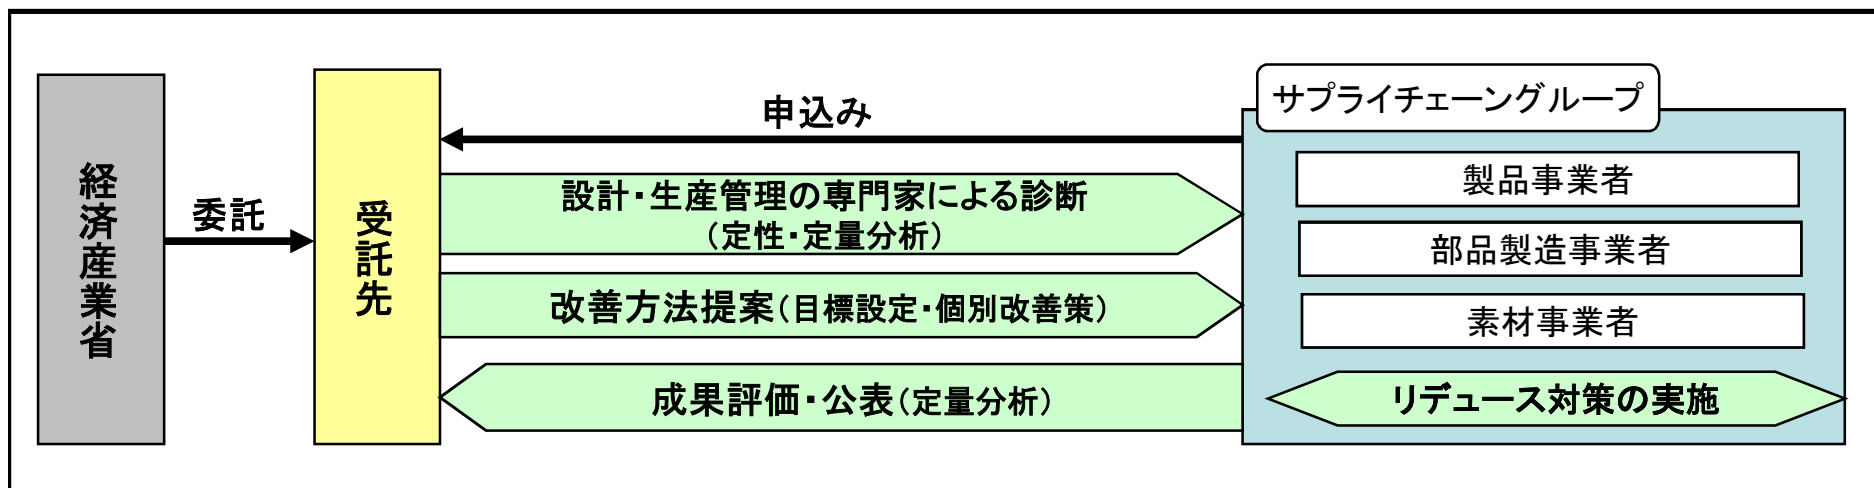 経済産業省
委託
受託先
申込み
設計・生産管理の専門家による診断
（定性・定量分析）
改善方法提案（目標設定・個別改善策）
成果評価・公表（定量分析）
サプライチェーングループ
製品事業者
部品製造事業者
素材事業者
リデュース対策の実施